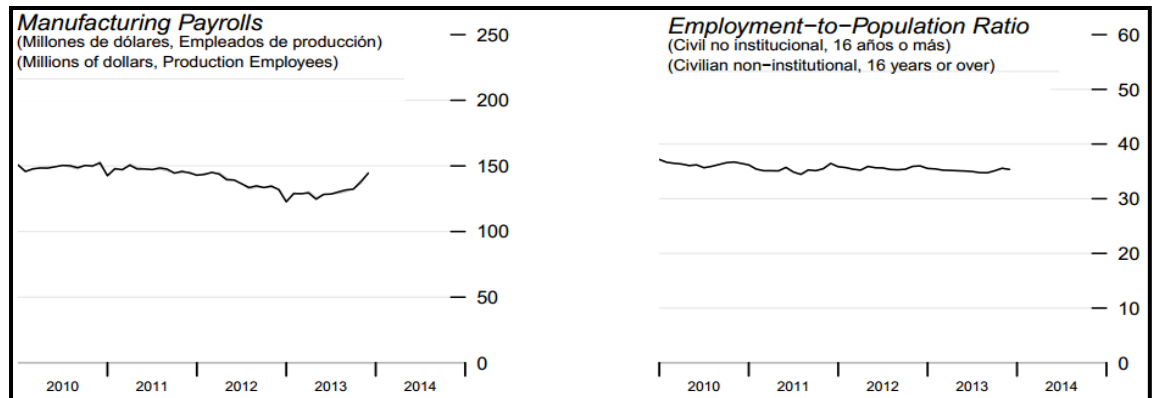 Manufacturing Payrolls
(Millones de dólares, Empleados de producción)
(Millions of dollars, Production Employees)
250
200
150
100
50
0
2010 2011 2012 2013 2014
Employment−to−Population Ratio
(Civil no institucional, 16 años o más)
(Civilian non−institutional, 16 years or over)
60
50
40
30
20
10
0
2010 2011 2012 2013 2014